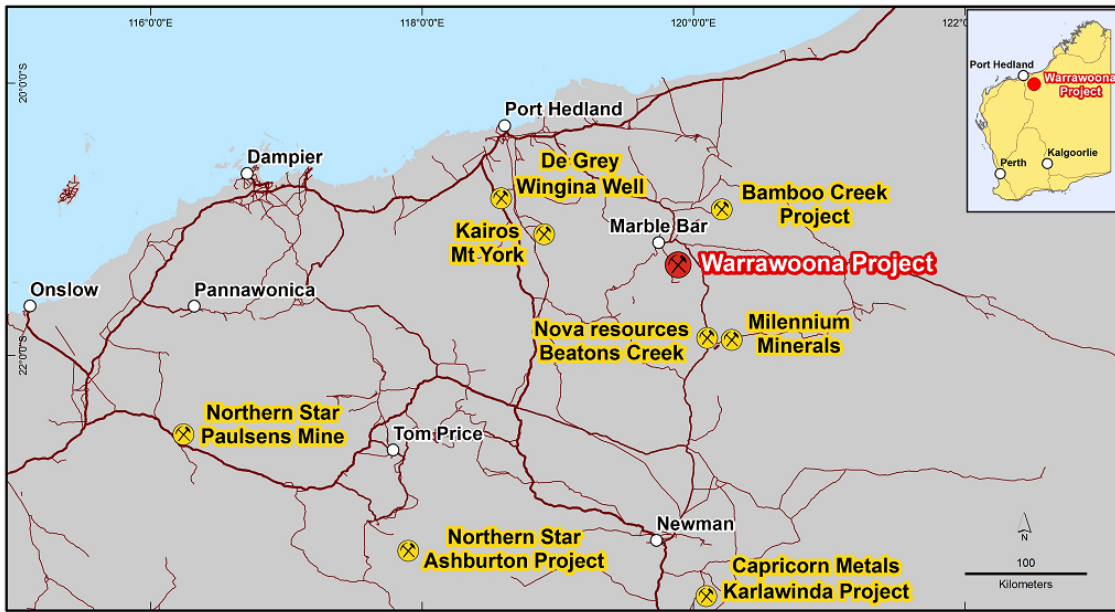 116°0'0"E
118°0'0"E
120°0'0"E
122°0'0"
20°0'0"S
22°0'0"S
Port Hedland
Dampier
De Grey
Wingina Well
Bamboo Creek
Project
Kairos
Mt York
Marble Bar
Warrawoona Project
Onslow
Pannawonica
Nova resources
Beatons Creek
Milennium
Minerals
Northern Star
Paulsens Mine
Tom Price
Newman
Northern Star
Ashburton Project
Capricorn Metals
Karlawinda Project
N
100
Kilometers
Port Hedland
Warrawoona
Project
Kalgoorlie
Perth